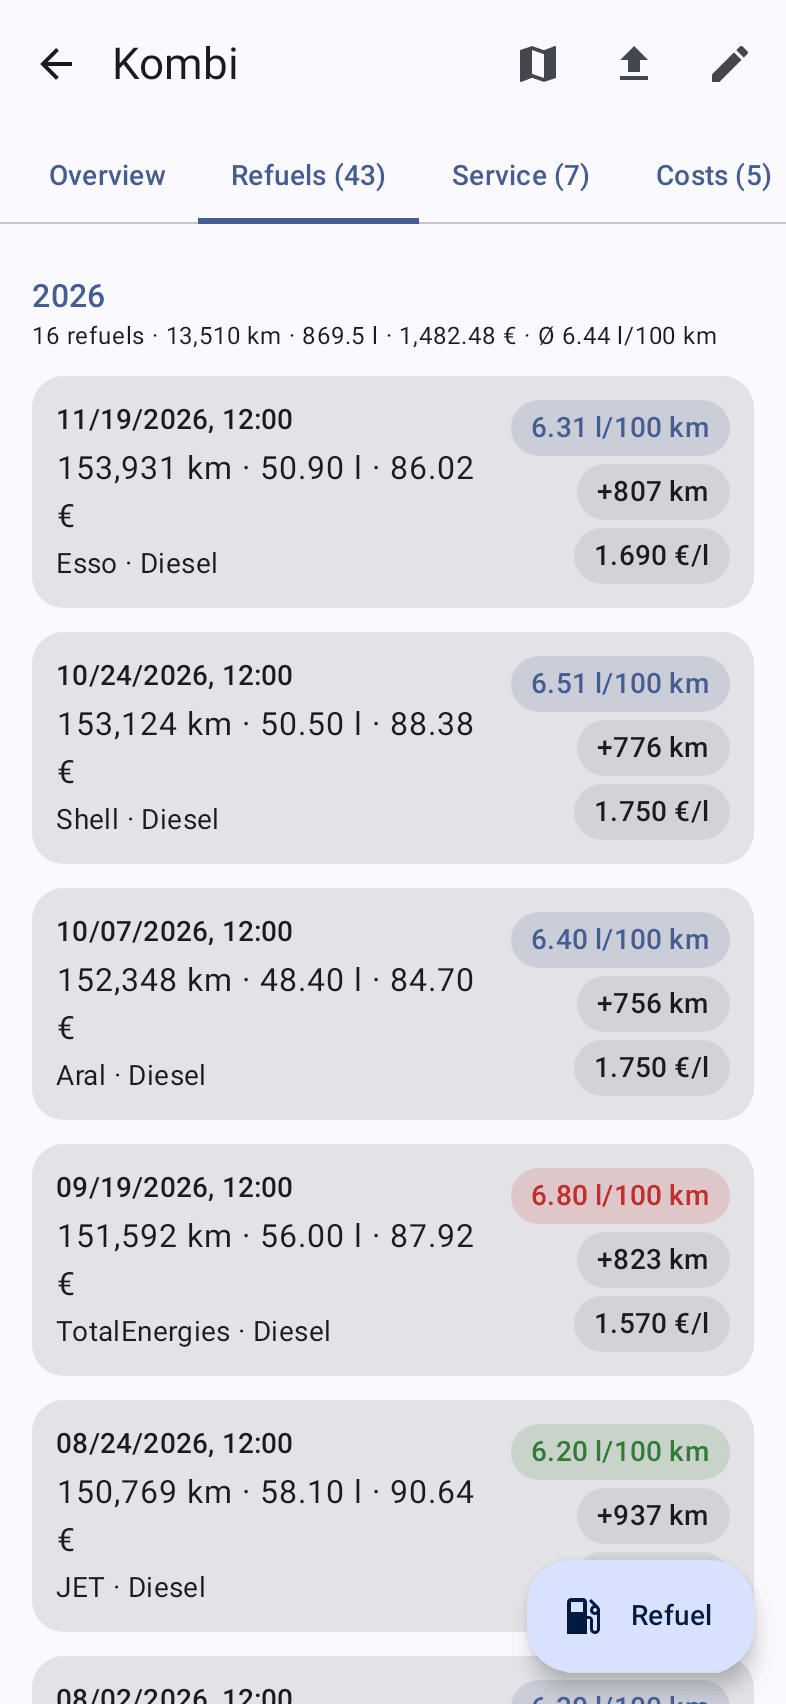 Kombi
Overview
Refuels (43)
Service (7)
Costs (5)
2026
16 refuels · 13,510 km · 869.5 l · 1,482.48 € · Ø 6.44 l/100 km
11/19/2026, 12:00
153,931 km · 50.90 l · 86.02
€
Esso · Diesel
6.31 l/100 km
+807 km
1.690 €/l
10/24/2026, 12:00
153,124 km · 50.50 l · 88.38
€
Shell · Diesel
6.51 l/100 km
+776 km
1.750 €/l
10/07/2026, 12:00
152,348 km · 48.40 l · 84.70
€
Aral · Diesel
6.40 l/100 km
+756 km
1.750 €/l
09/19/2026, 12:00
151,592 km · 56.00 l · 87.92
€
TotalEnergies · Diesel
6.80 l/100 km
+823 km
1.570 €/l
08/24/2026, 12:00
150,769 km · 58.10 l · 90.64
€
JET · Diesel
6.20 l/100 km
+937 km
Refuel
08/02/2026, 12:00